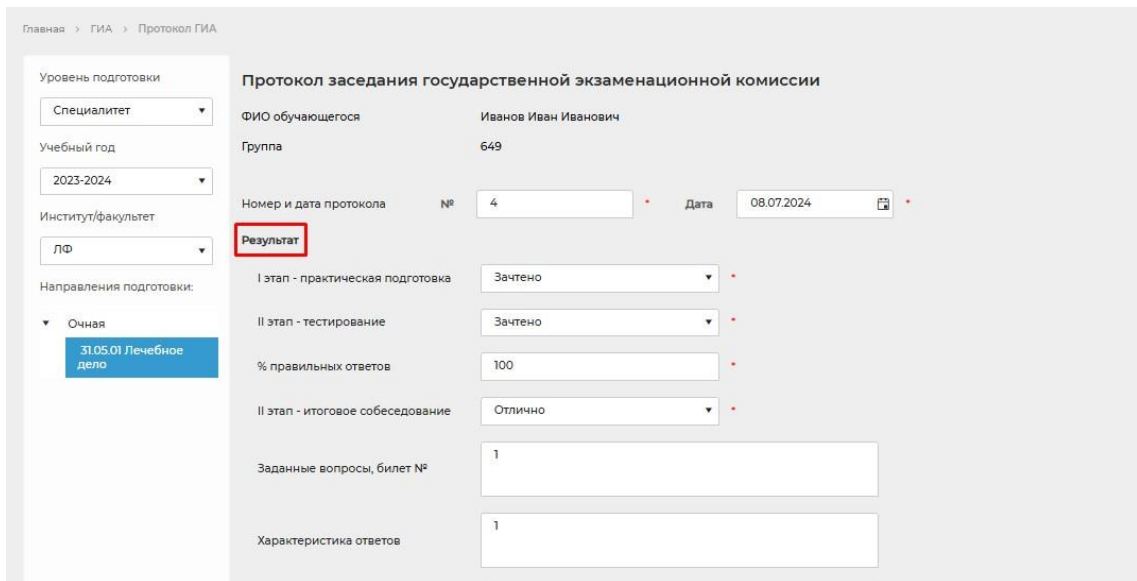 Главная > ГИА > Протокол ГИА
Уровень подготовки
Специалитет
Учебный год
2023-2024
Институт/факультет
ЛФ
Направления подготовки:
Очная
31.05.01 Лечебное
дело
Протокол заседания государственной экзаменационной комиссии
ФИО обучающегося Иванов Иван Иванович
Группа 649
Номер и дата протокола № 4 * Дата 08.07.2024 *
Результат
I этап - практическая подготовка Зачтено *
II этап - тестирование Зачтено *
% правильных ответов 100 *
II этап - итоговое собеседование Отлично *
Заданные вопросы, билет № 1
Характеристика ответов 1